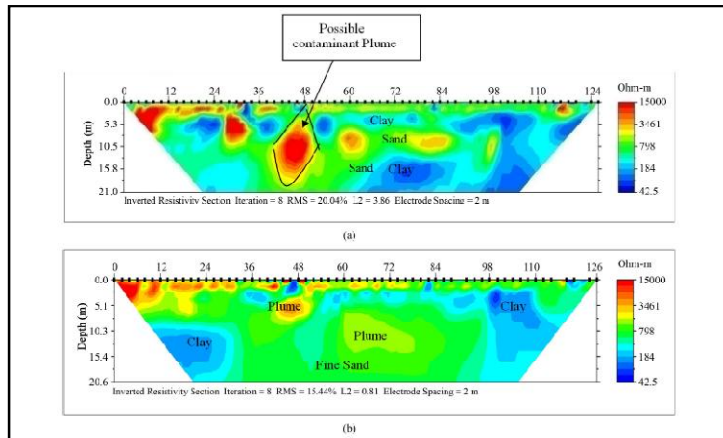 Possible
contaminant Plume
Ohm-m
0 12 24 36 48 60 72 84 98 110 124
0.0
5.3
10.5
15.8
21.0
Depth (m)
15000
3461
798
184
42.5
Clay
Sand
Sand
Clay
Inverted Resistivity Section Iteration = 8 RMS = 20.04% L2 = 3.86 Electrode Spacing = 2 m
(a)
Ohm-m
0 12 24 36 48 60 72 84 98 114 126
0.0
5.1
10.3
15.4
20.6
Depth (m)
15000
3461
798
184
42.5
Plume
Clay
Plume
Clay
Fine Sand
Inverted Resistivity Section Iteration = 8 RMS = 15.44% L2 = 0.81 Electrode Spacing = 2 m
(b)